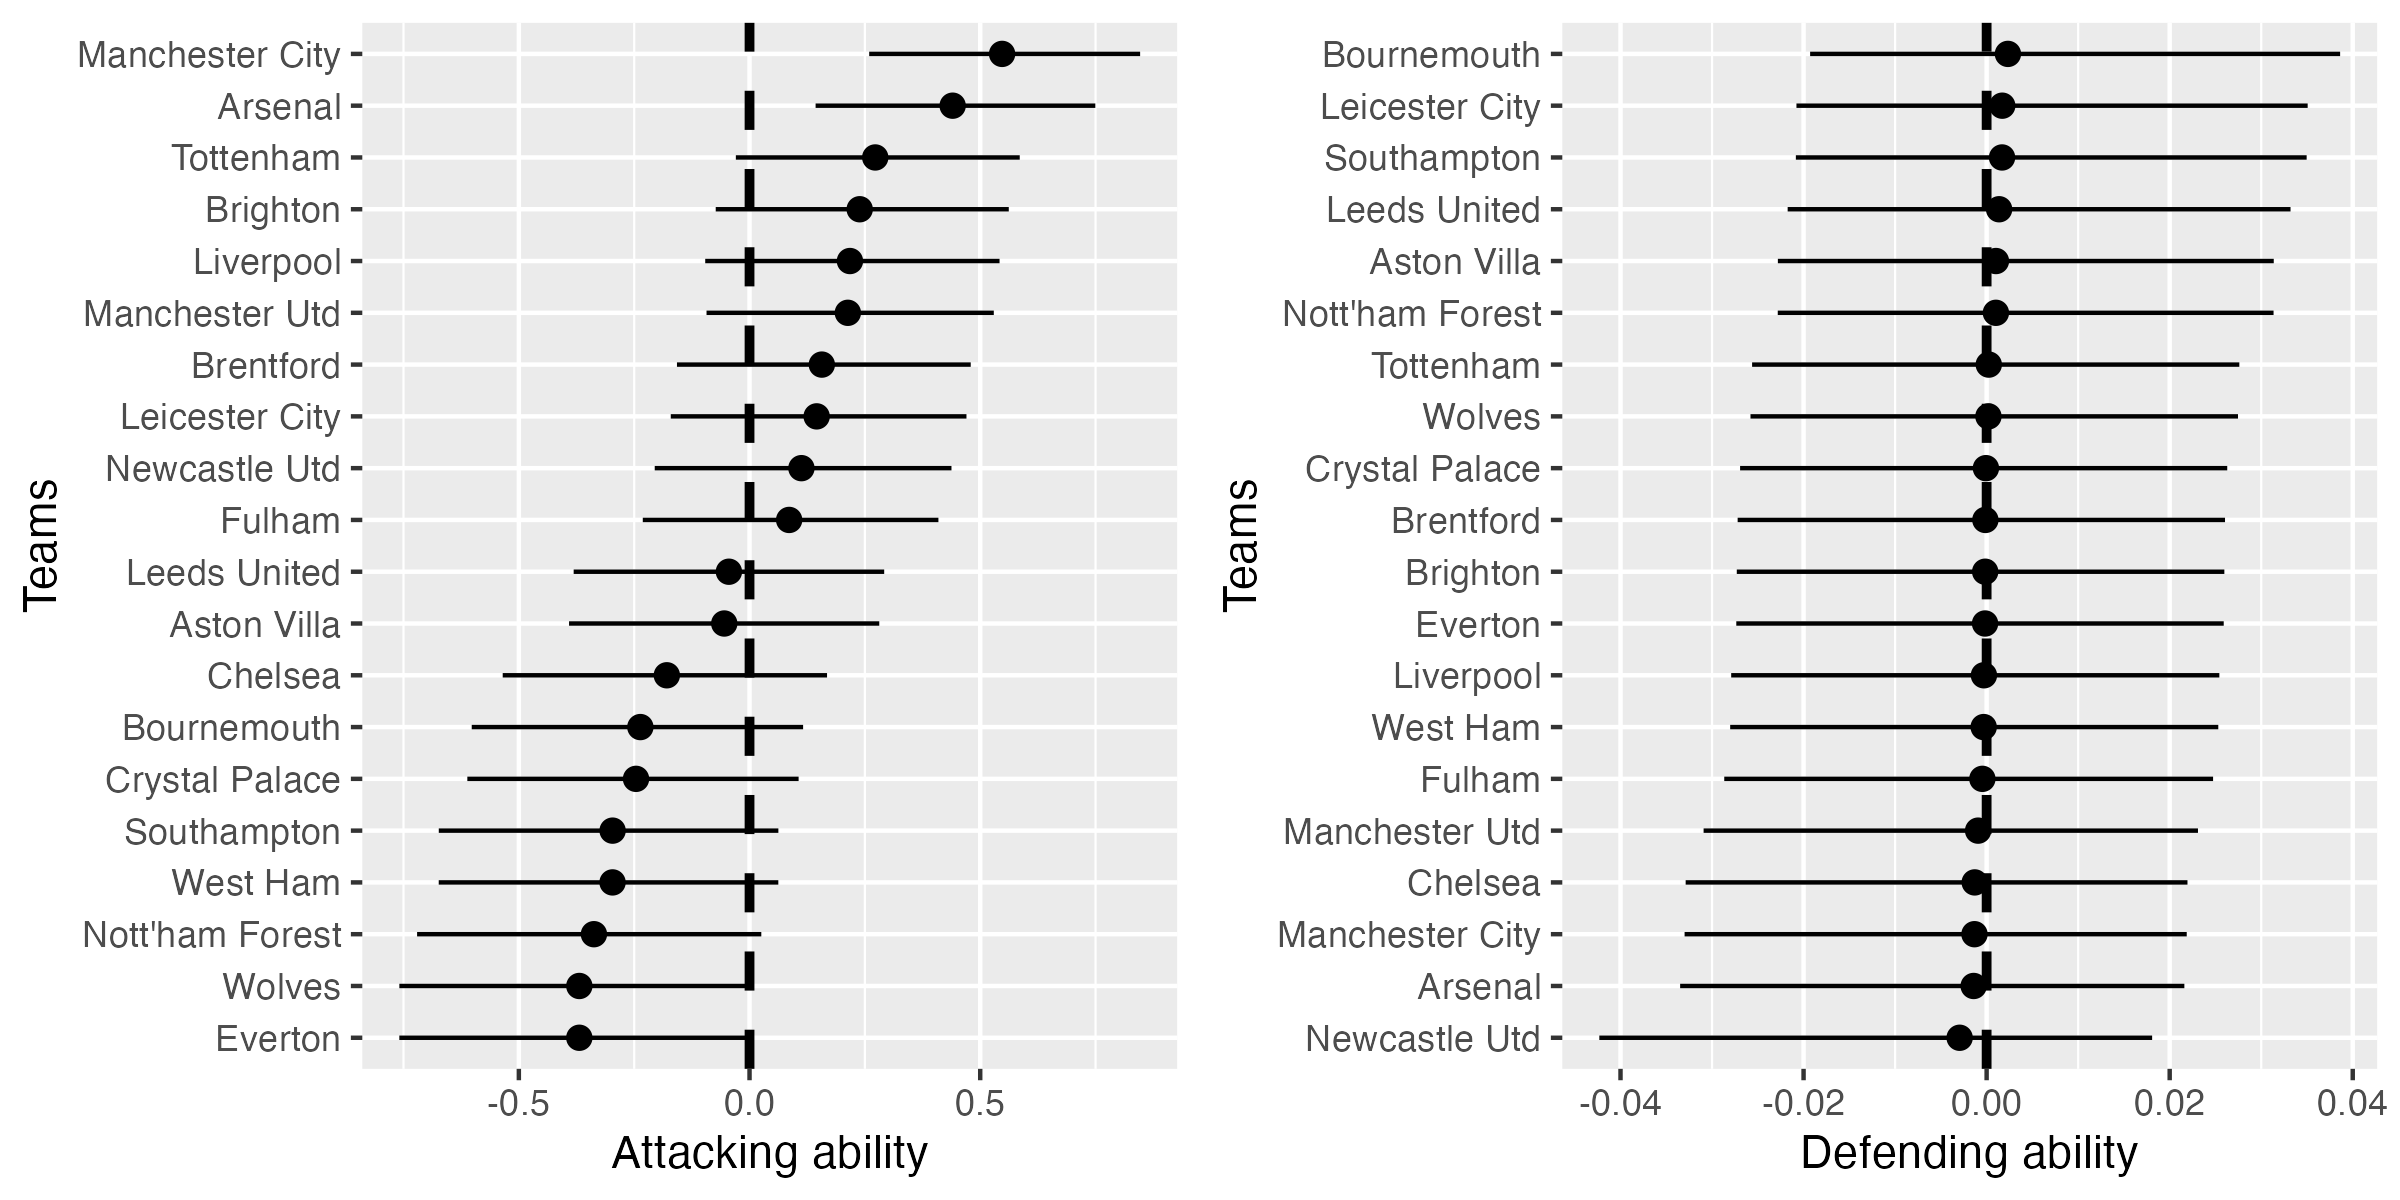 Teams
Manchester City
Arsenal
Tottenham
Brighton
Liverpool
Manchester Utd
Brentford
Leicester City
Newcastle Utd
Fulham
Leeds United
Aston Villa
Chelsea
Bournemouth
Crystal Palace
Southampton
West Ham
Nott'ham Forest
Wolves
Everton
-0.5 0.0 0.5
Attacking ability
Teams
Bournemouth
Leicester City
Southampton
Leeds United
Aston Villa
Nott'ham Forest
Tottenham
Wolves
Crystal Palace
Brentford
Brighton
Everton
Liverpool
West Ham
Fulham
Manchester Utd
Chelsea
Manchester City
Arsenal
Newcastle Utd
-0.04 -0.02 0.00 0.02 0.04
Defending ability